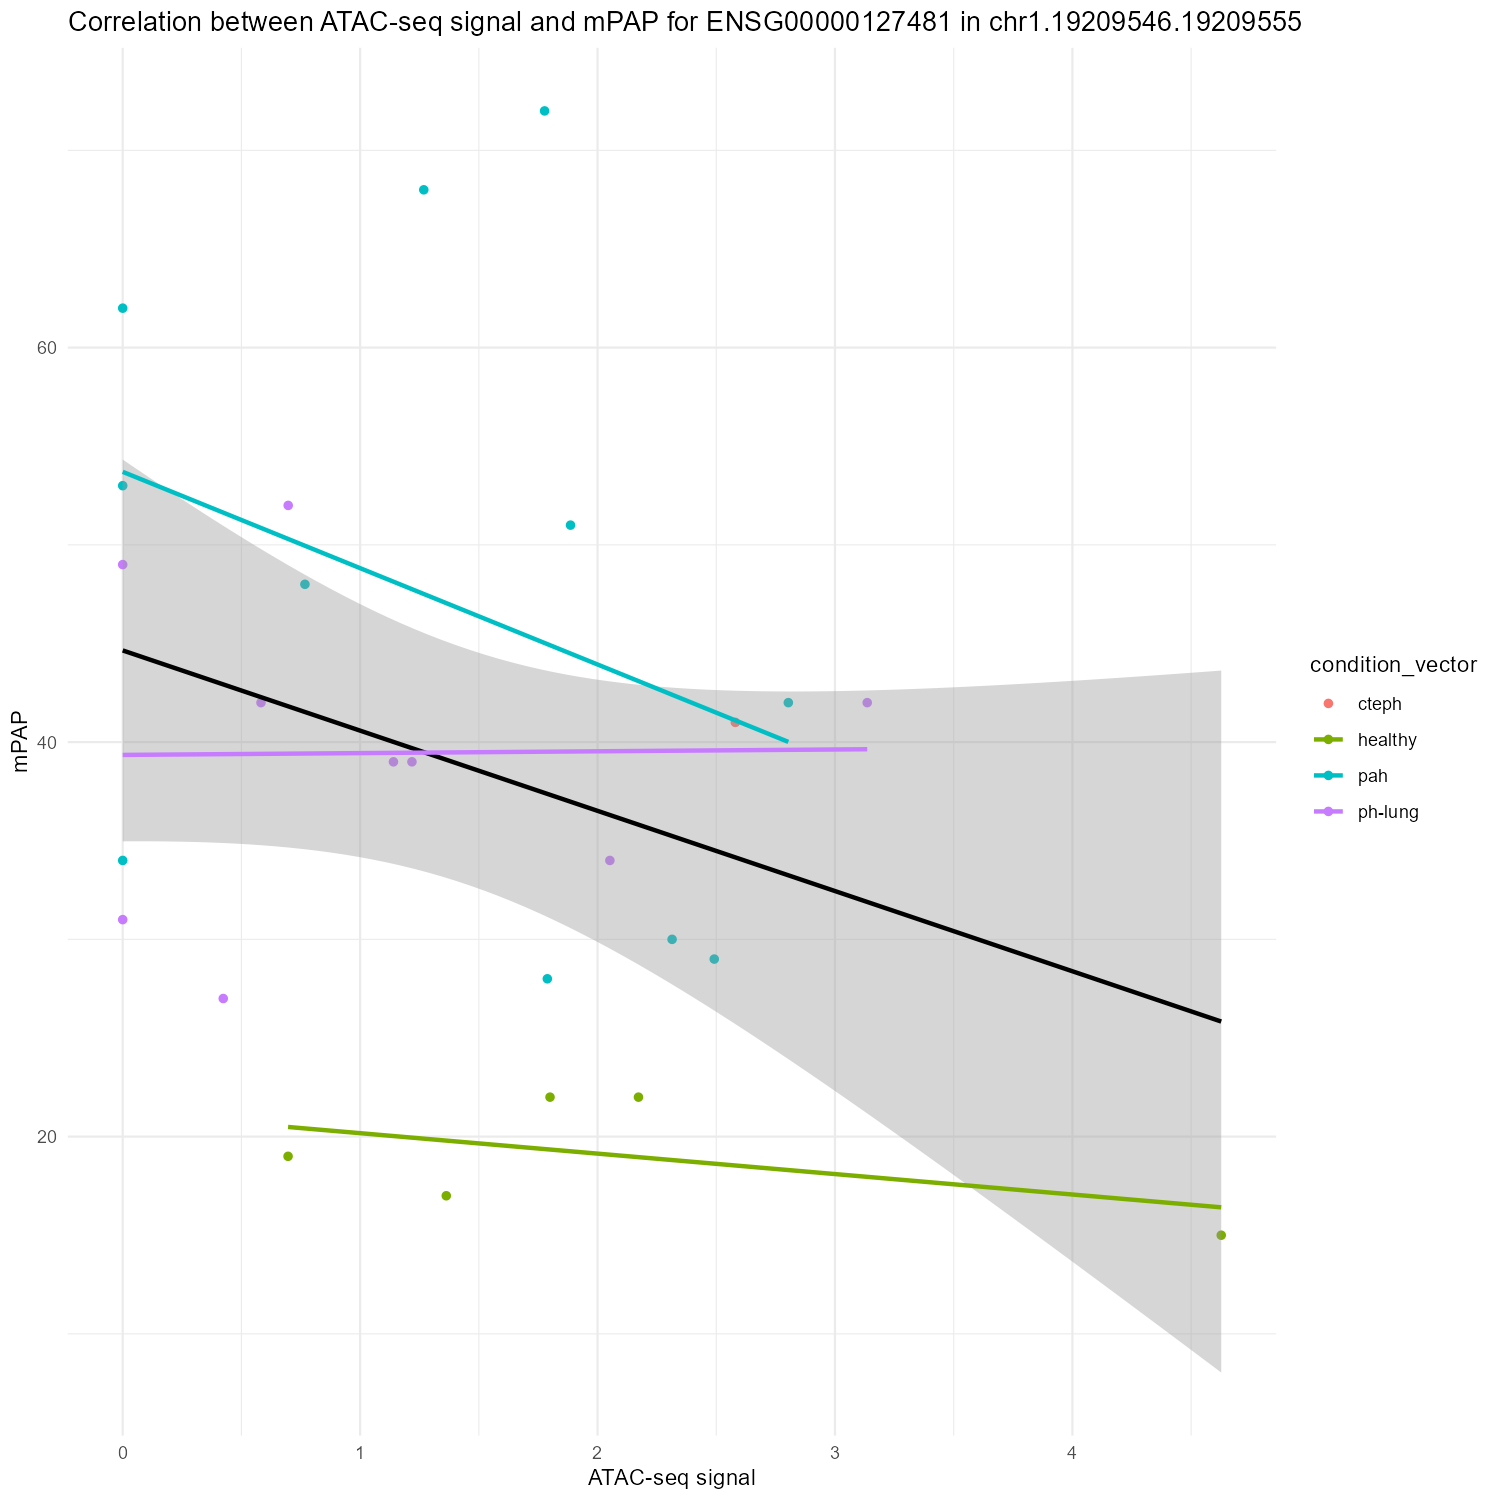 Correlation between ATAC-seq signal and mPAP for ENSG00000127481 in chr1.19209546.19209555
60
40
20
mPAP
0 1 2 3 4
ATAC-seq signal
condition_vector
cteph
healthy
pah
ph-lung